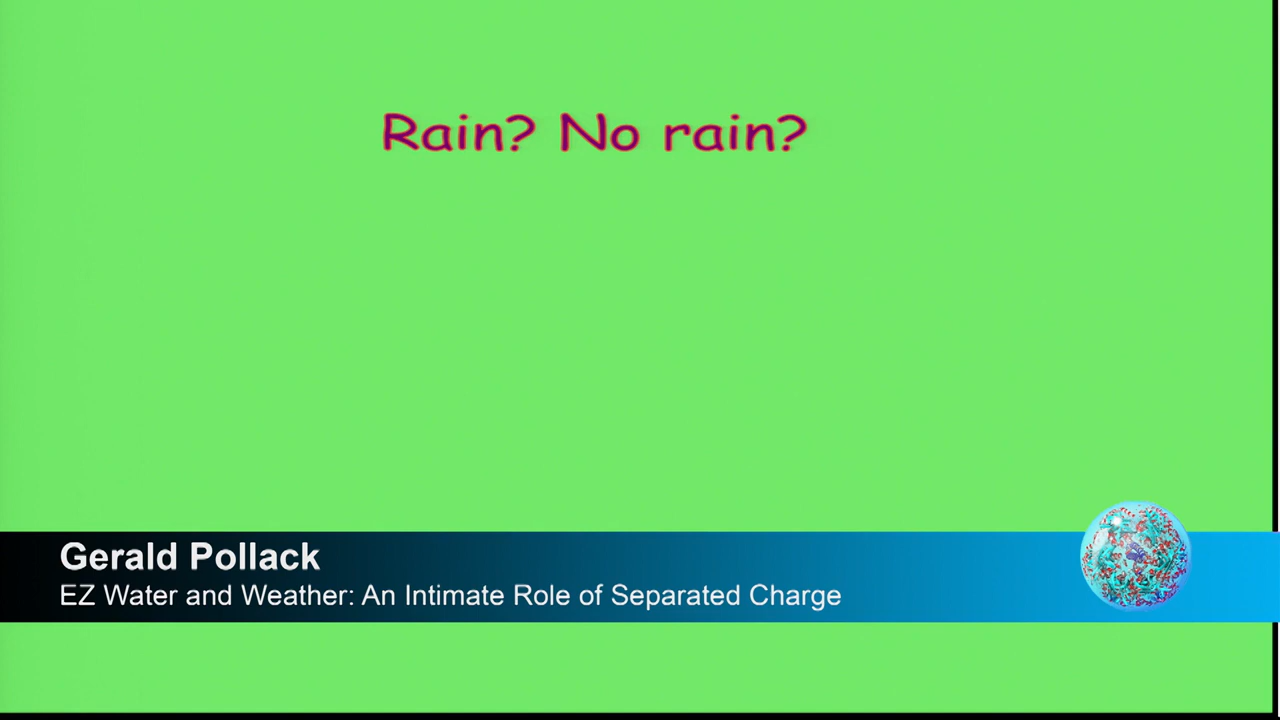 Rain? No rain?
Gerald Pollack
EZ Water and Weather: An Intimate Role of Separated Charge